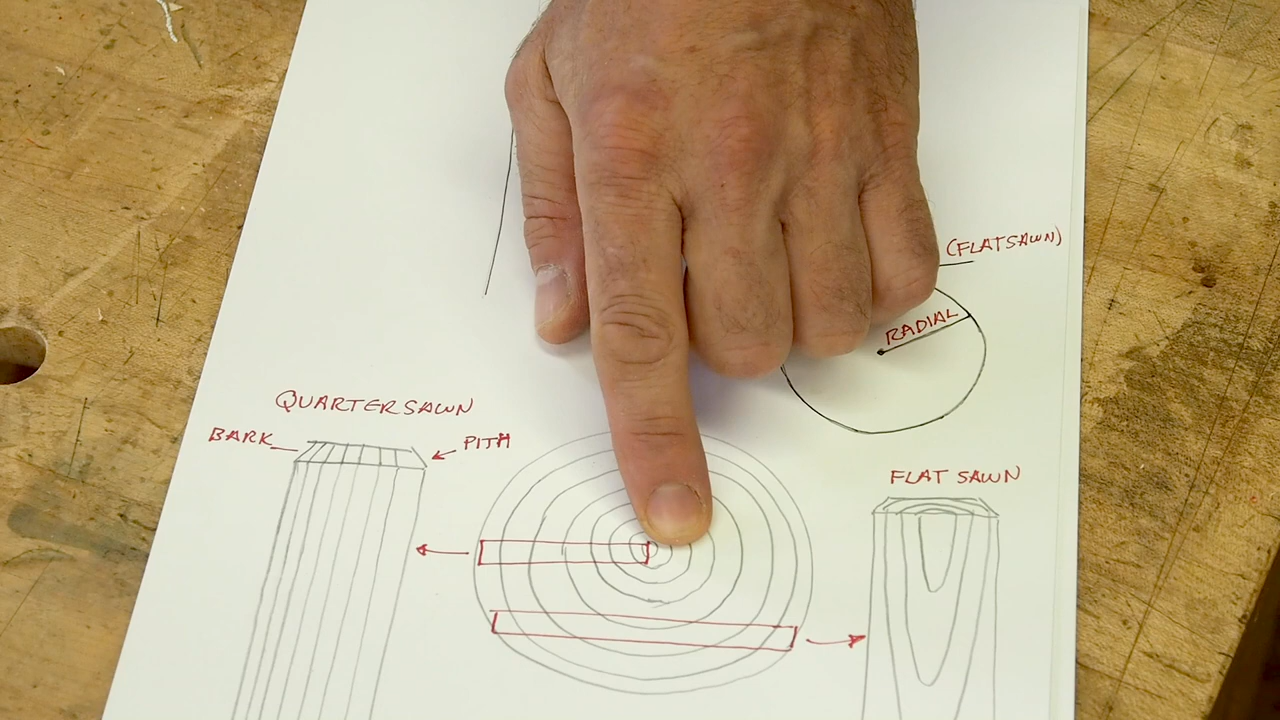 (FLATSAWN)
RADIAL
QUARTERSAWN
BARK
PITH
FLAT SAWN